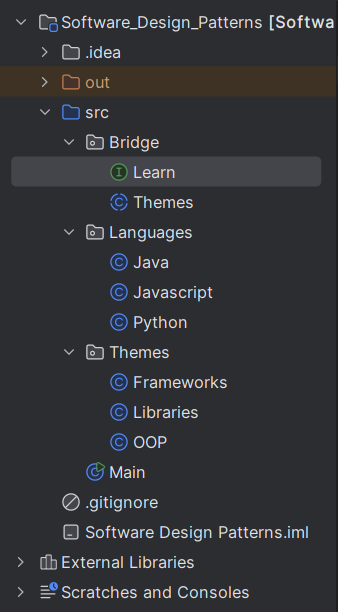 Software_Design_Patterns [Softwa
.idea
out
src
Bridge
Learn
Themes
Languages
Java
Javascript
Python
Themes
Frameworks
Libraries
OOP
Main
.gitignore
Software Design Patterns.iml
External Libraries
Scratches and Consoles